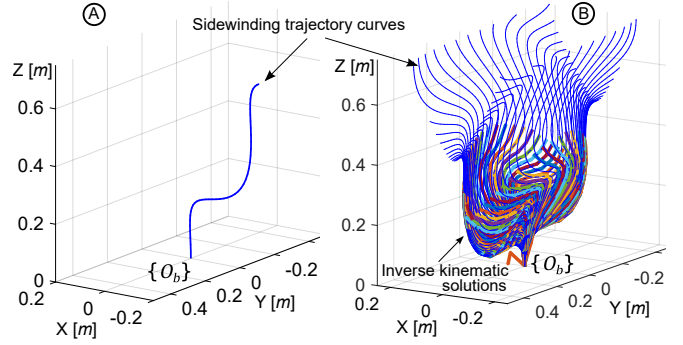 A
Sidewinding trajectory curves
B
Z [m]
0.6
0.4
0.2
0
{O_b}
0.2
0
-0.2
X [m]
0.4
0.2
0
-0.2
Y [m]
Z [m]
0.6
0.4
0.2
0
Inverse kinematic
solutions
{O_b}
0.2
0
-0.2
X [m]
0.4
0.2
0
-0.2
Y [m]